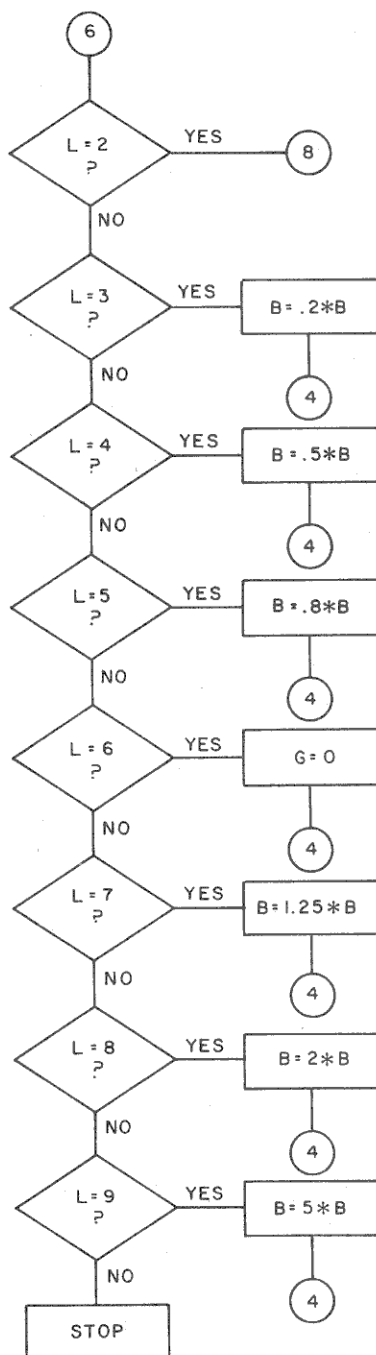 6
L = 2
?
YES
8
NO
L = 3
?
YES
B = .2*B
NO
4
L = 4
?
YES
B = .5*B
NO
4
L = 5
?
YES
B = .8*B
NO
4
L = 6
?
YES
G = 0
NO
4
L = 7
?
YES
B = 1.25*B
NO
4
L = 8
?
YES
B = 2*B
NO
4
L = 9
?
YES
B = 5*B
NO
4
STOP